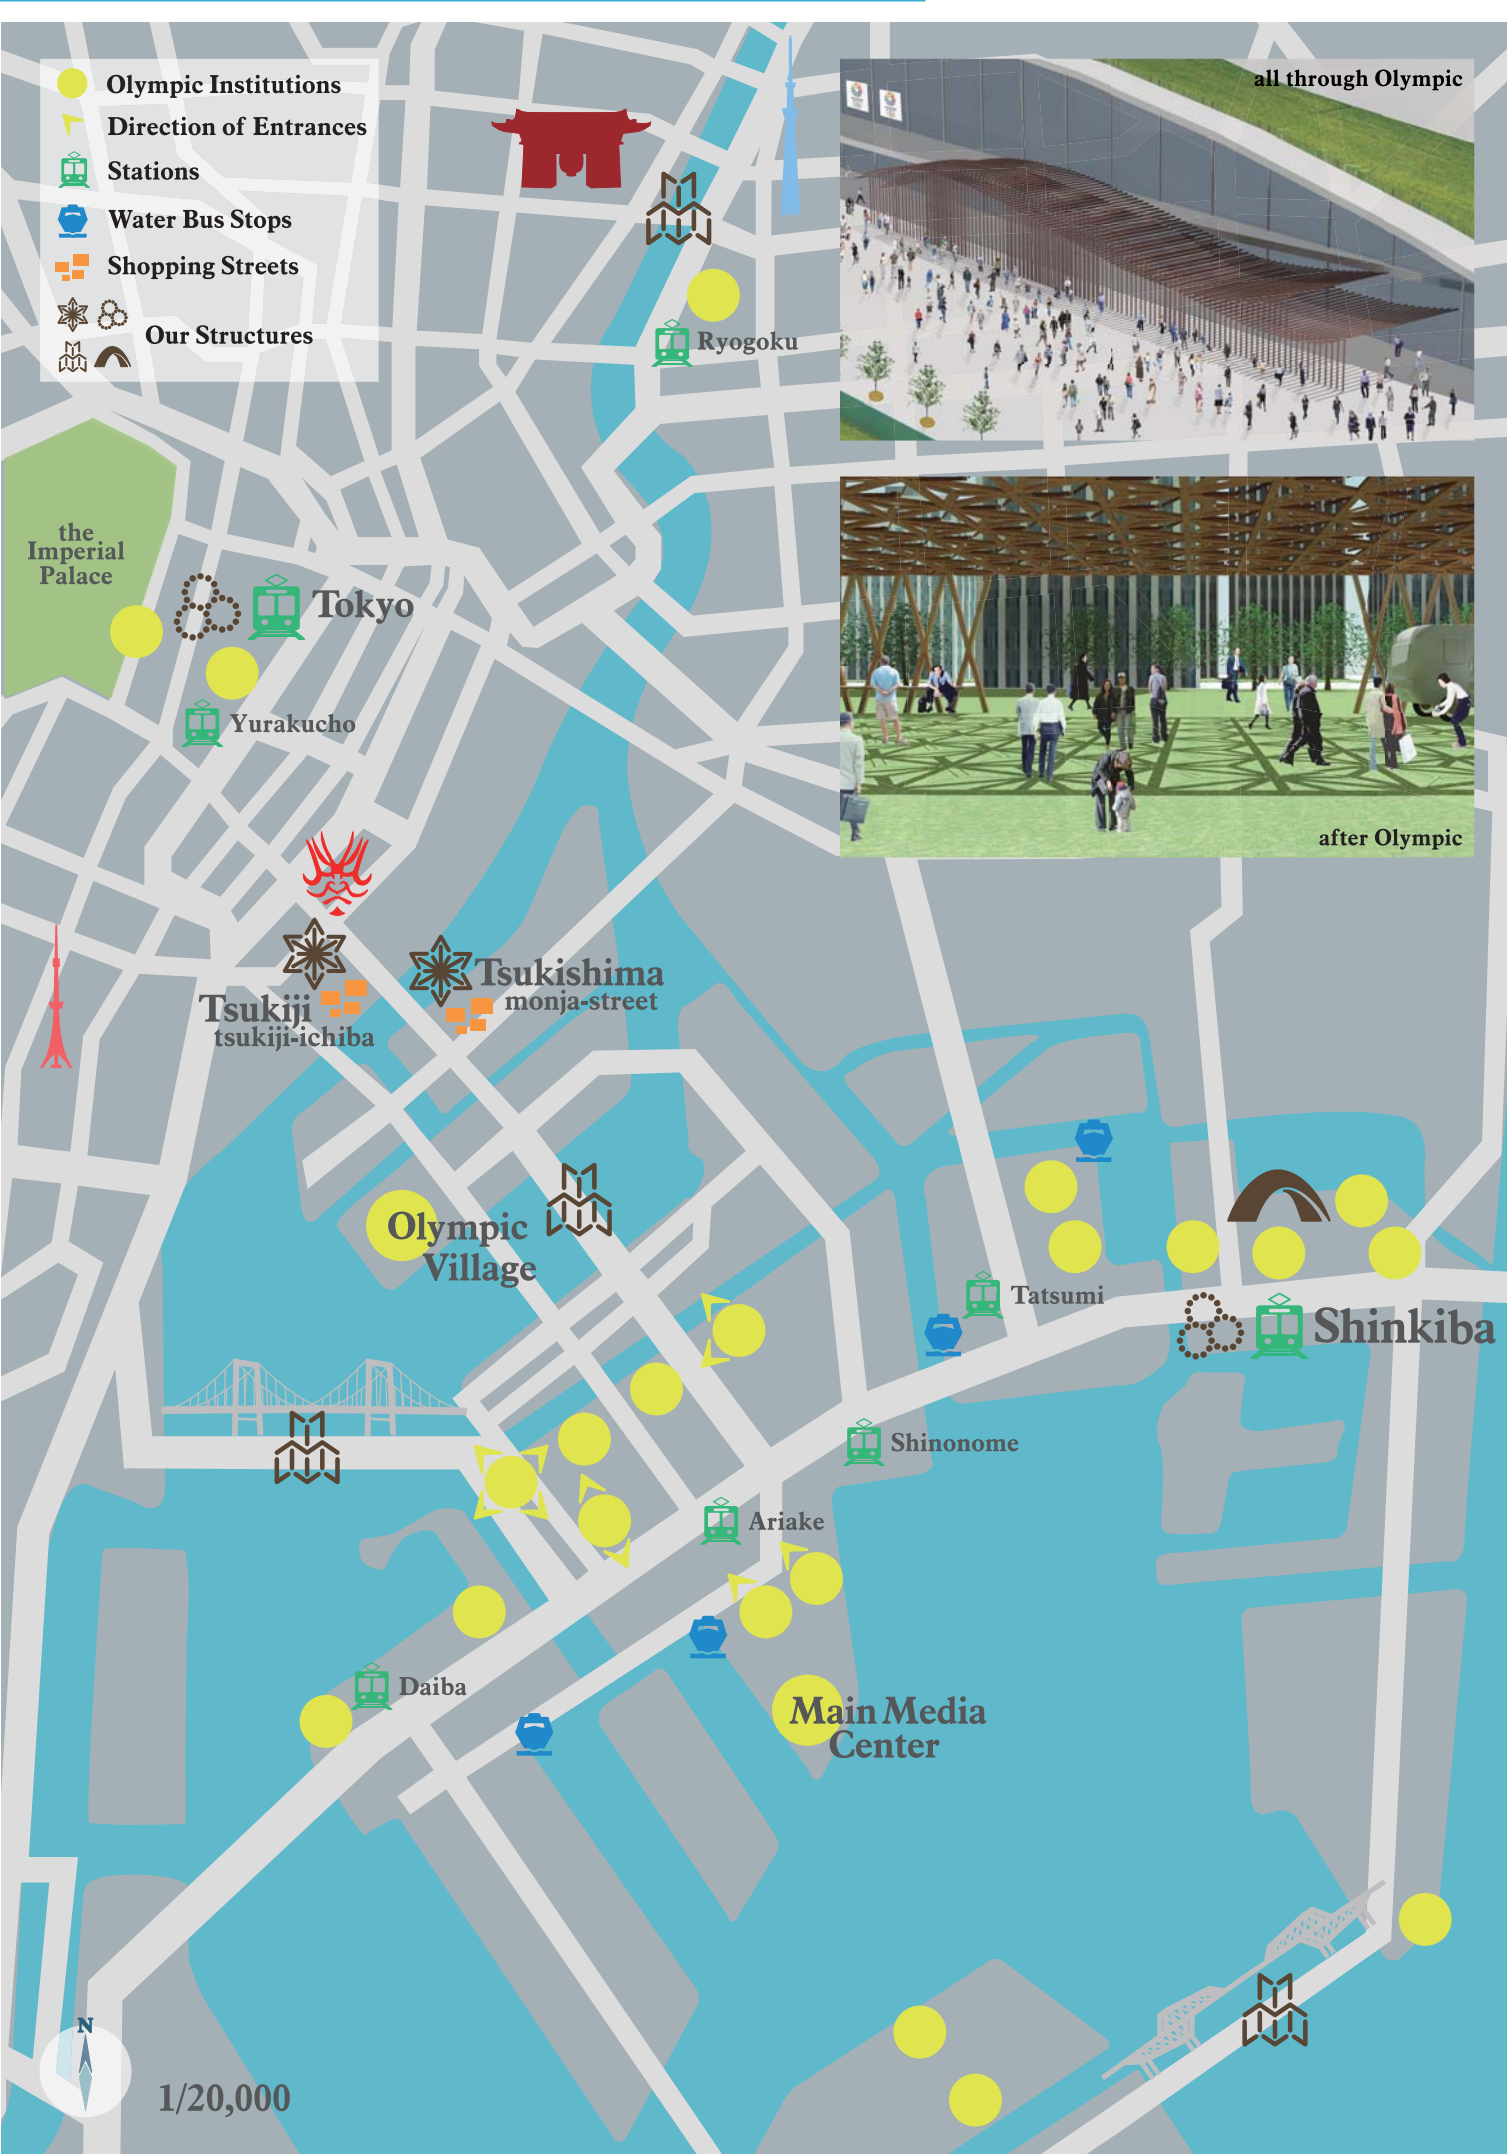 Olympic Institutions
Direction of Entrances
Stations
Water Bus Stops
Shopping Streets
Our Structures
all through Olympic
Ryogoku
the
Imperial
Palace
Tokyo
Yurakucho
after Olympic
Tsukishima
monja-street
Tsukiji
tsukiji-ichiba
Olympic
Village
Tatsumi
Shinkiba
Shinonome
Ariake
Daiba
Main Media
Center
N
1/20,000